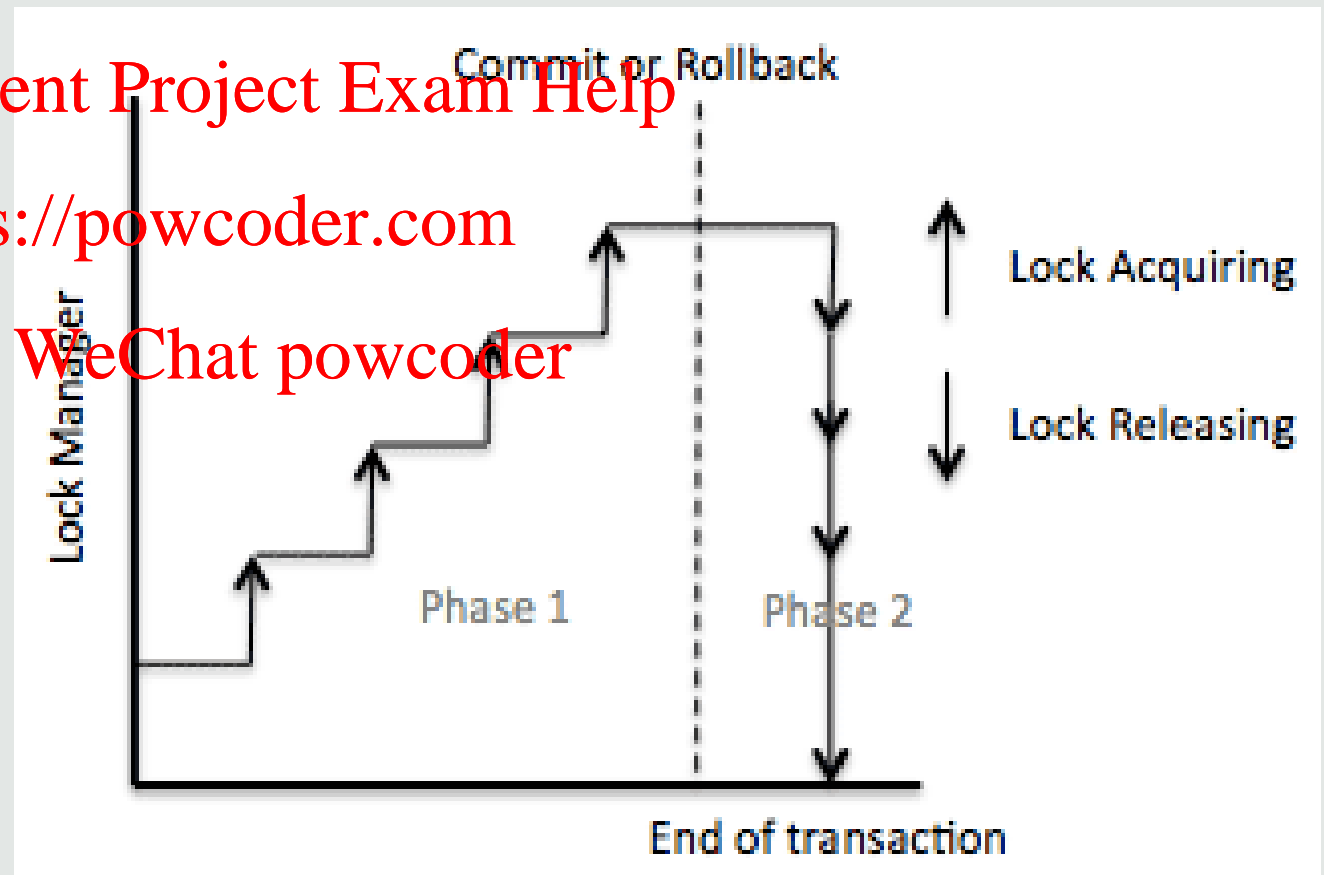 Commit or Rollback
ent Project Exam Help
s://powcoder.com
WeChat powcoder
Lock Manager
Lock Acquiring
Lock Releasing
Phase 1
Phase 2
End of transaction